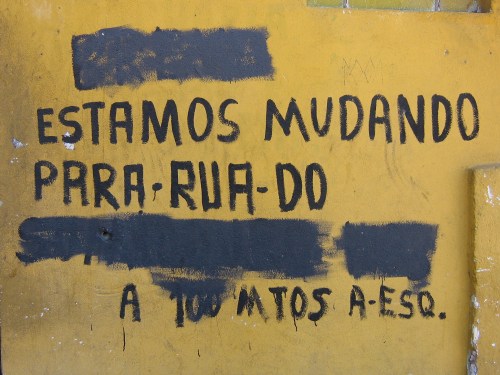 ESTAMOS MUDANDO
PARA-RUA-DO
A 100 MTOS A-ESQ.